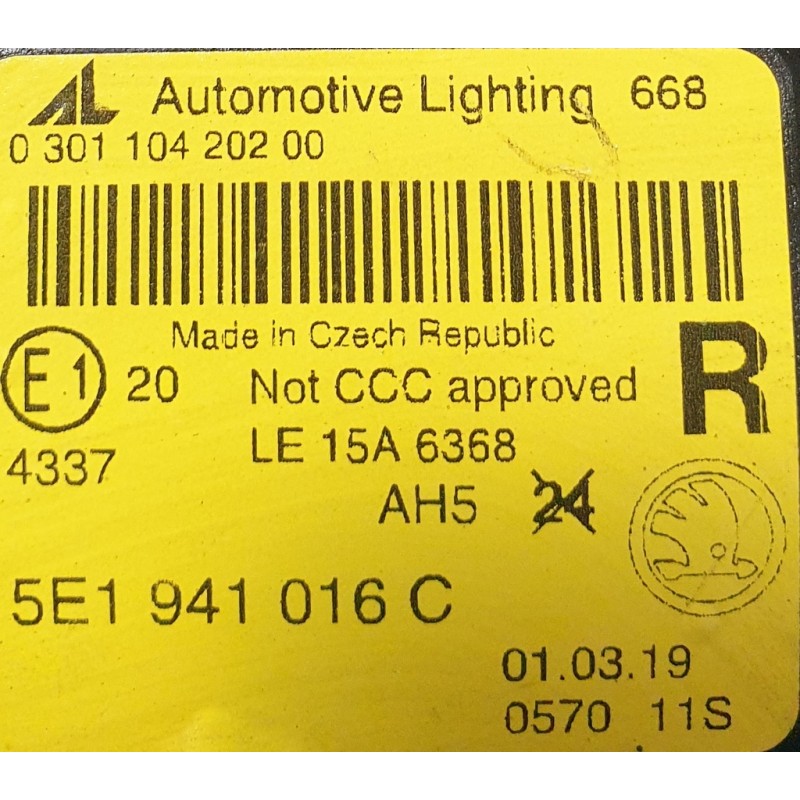 AL Automotive Lighting 668
0 301 104 202 00
Made in Czech Republic
E1 20 Not CCC approved R
4337 LE 15A 6368
AH5 24
5E1 941 016 C
01.03.19
0570 11S